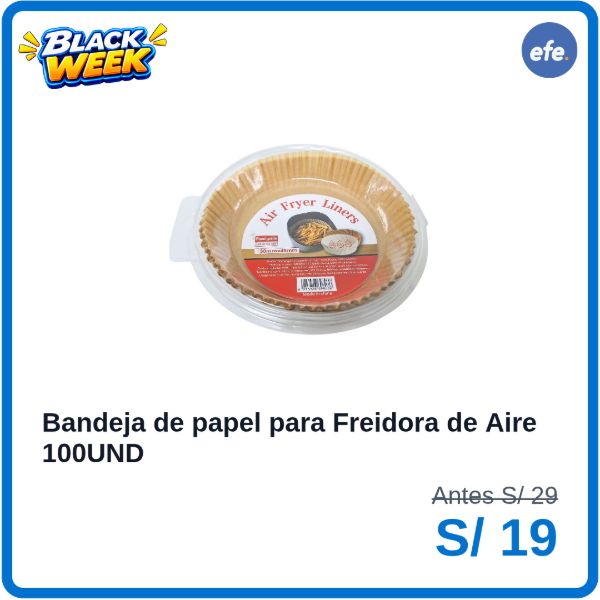 BLACK
WEEK
efe.
Air Fryer Liners
Bandeja de papel para Freidora de Aire
100UND
Antes S/ 29
S/ 19